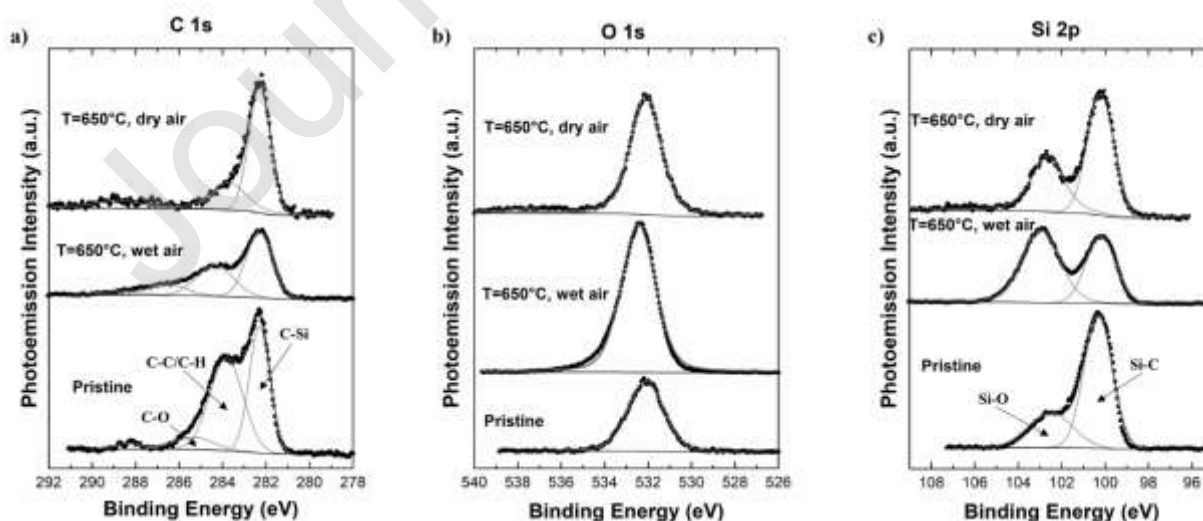 Journ
a)
C 1s
T=650°C, dry air
T=650°C, wet air
Pristine
C-O
C-C/C-H
C-Si
Photoemission Intensity (a.u.)
292 290 288 286 284 282 280 278
Binding Energy (eV)
b)
O 1s
T=650°C, dry air
T=650°C, wet air
Pristine
Photoemission Intensity (a.u.)
540 538 536 534 532 530 528 526
Binding Energy (eV)
c)
Si 2p
T=650°C, dry air
T=650°C, wet air
Pristine
Si-O
Si-C
Photoemission Intensity (a.u.)
108 106 104 102 100 98 96
Binding Energy (eV)